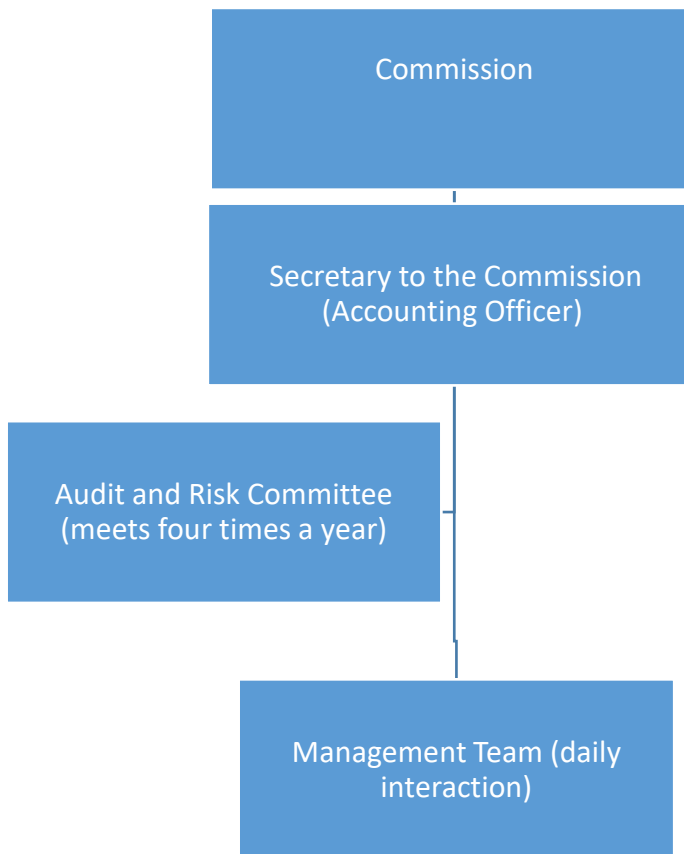 Commission
Secretary to the Commission
(Accounting Officer)
Audit and Risk Committee
(meets four times a year)
Management Team (daily
interaction)